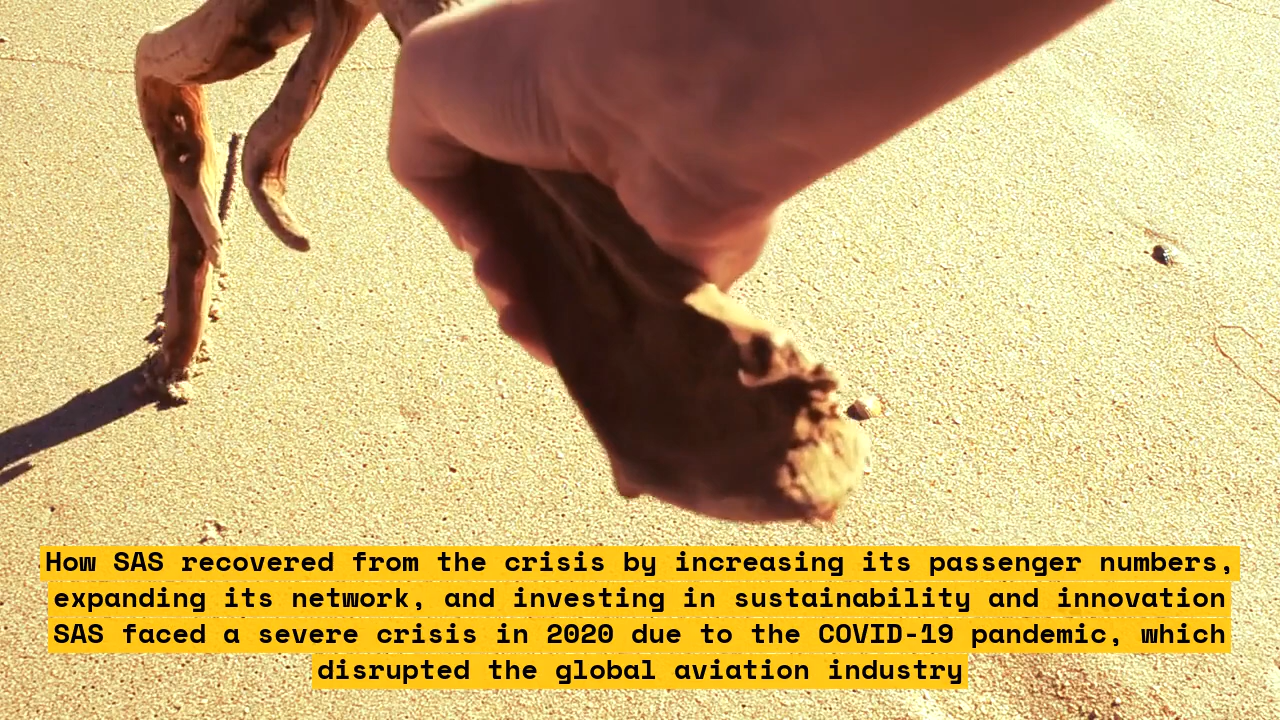 How SAS recovered from the crisis by increasing its passenger numbers,
expanding its network, and investing in sustainability and innovation
SAS faced a severe crisis in 2020 due to the COVID-19 pandemic, which
disrupted the global aviation industry